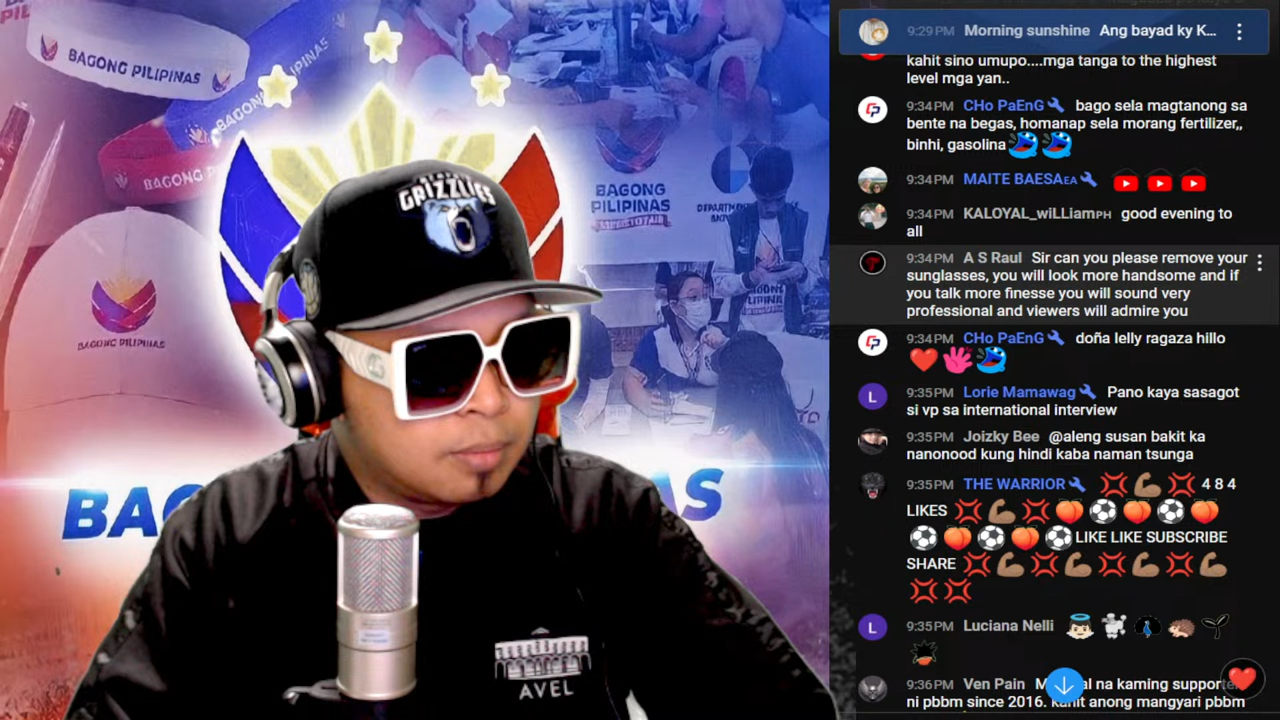 BAGONG PILIPINAS
PILIPINAS
BAGONG
BAGONG PILIPINAS
GRIZZLIES
BAGONG
PILIPINAS
BAGONG
AVEL
9:29 PM Morning sunshine Ang bayad ky K...
kahit sino umupo....mga tanga to the highest
level mga yan..
9:34 PM CHo PaEnG bago sela magtanong sa
bente na begas, homanap sela morang fertilizer,,
binhi, gasolina🤣🤣
9:34 PM MAITE BAESAEA
9:34 PM KALOYAL_wiLLiamPH good evening to
all
9:34 PM A S Raul Sir can you please remove your
sunglasses, you will look more handsome and if
you talk more finesse you will sound very
professional and viewers will admire you
9:34 PM CHo PaEnG doña lelly ragaza hillo
❤️👋🤣
9:35 PM Lorie Mamawag Pano kaya sasagot
si vp sa international interview
9:35 PM Joizky Bee @aleng susan bakit ka
nanonood kung hindi kaba naman tsunga
9:35 PM THE WARRIOR 💢💪🏽💢 4 8 4
LIKES 💢💪🏽💢🍑⚽🍑⚽🍑
⚽🍑⚽🍑⚽LIKE LIKE SUBSCRIBE
SHARE 💢💪🏽💢💪🏽💢💪🏽💢💪🏽
💢💢
9:35 PM Luciana Nelli
9:36 PM Ven Pain na kaming
ni pbbm since 2016. kahit anong mangyari pbbm